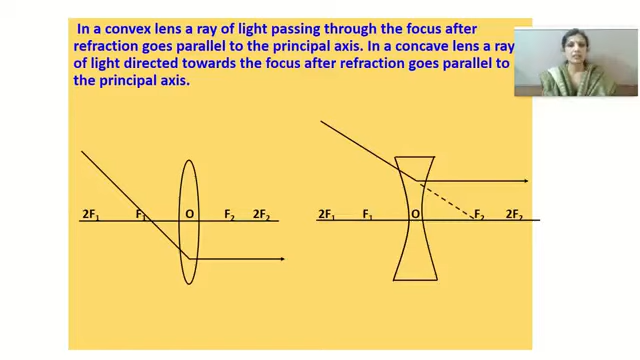 In a convex lens a ray of light passing through the focus after
refraction goes parallel to the principal axis. In a concave lens a ray
of light directed towards the focus after refraction goes parallel to
the principal axis.
2F₁ F₁ O F₂ 2F₂
2F₁ F₁ O F₂ 2F₂